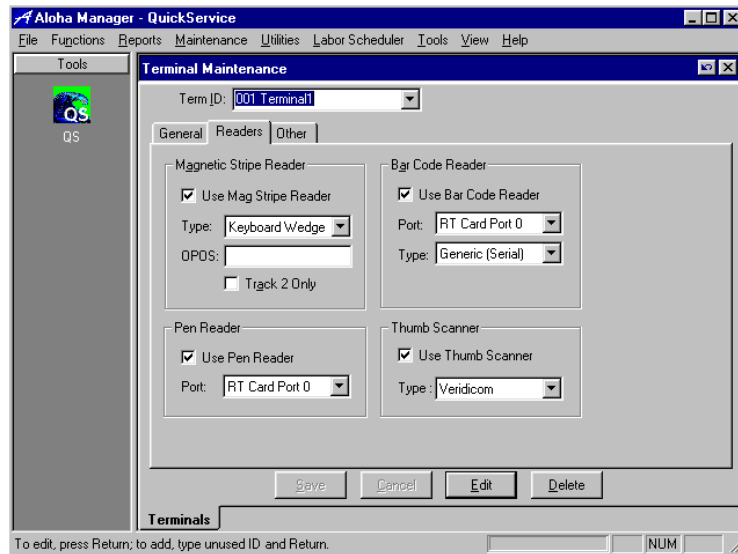 Aloha Manager - QuickService
File Functions Reports Maintenance Utilities Labor Scheduler Tools View Help
Tools
QS
QS
Terminal Maintenance
Term ID: 001 Terminal1
General Readers Other
Magnetic Stripe Reader
Use Mag Stripe Reader
Type: Keyboard Wedge
OPOS:
Track 2 Only
Bar Code Reader
Use Bar Code Reader
Port: RT Card Port 0
Type: Generic (Serial)
Pen Reader
Use Pen Reader
Port: RT Card Port 0
Thumb Scanner
Use Thumb Scanner
Type : Veridicom
Save Cancel Edit Delete
Terminals
To edit, press Return; to add, type unused ID and Return. NUM